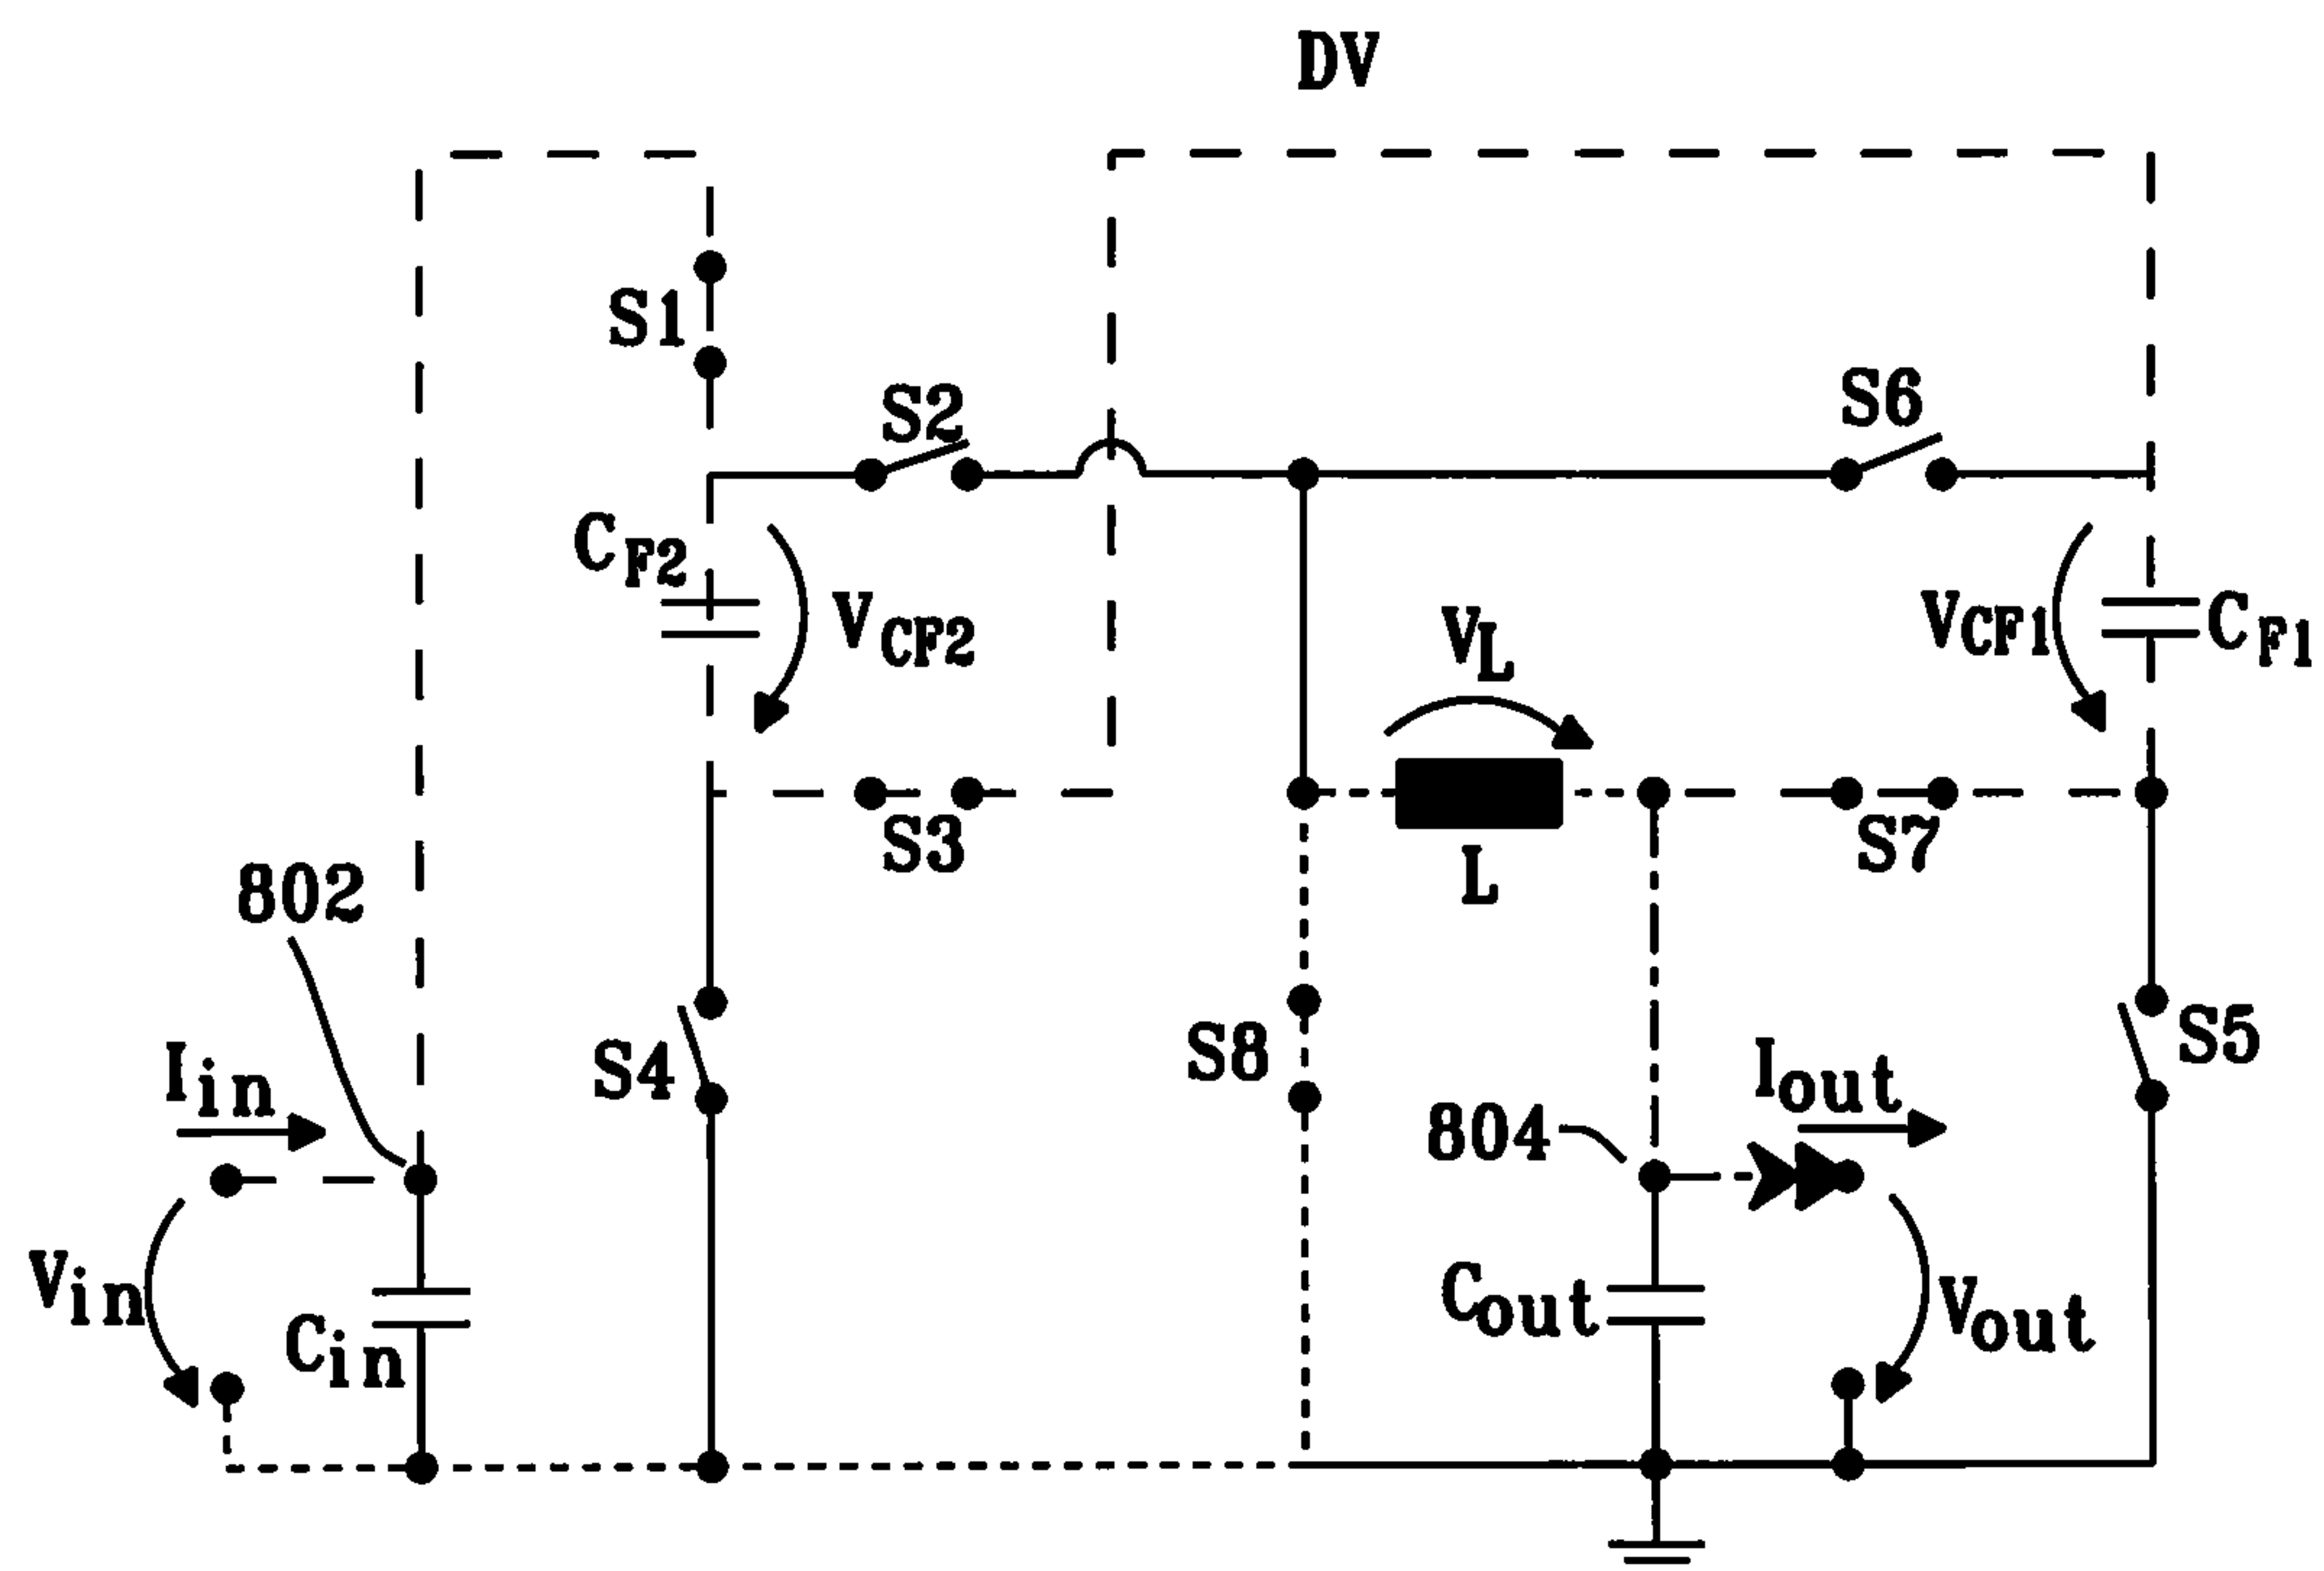 DV
S1
S2
S6
CF2
VCF2
VCF1
CF1
VL
S3
L
S7
802
S4
S8
S5
Iin
Iout
804
Vin
Cin
Cout
Vout